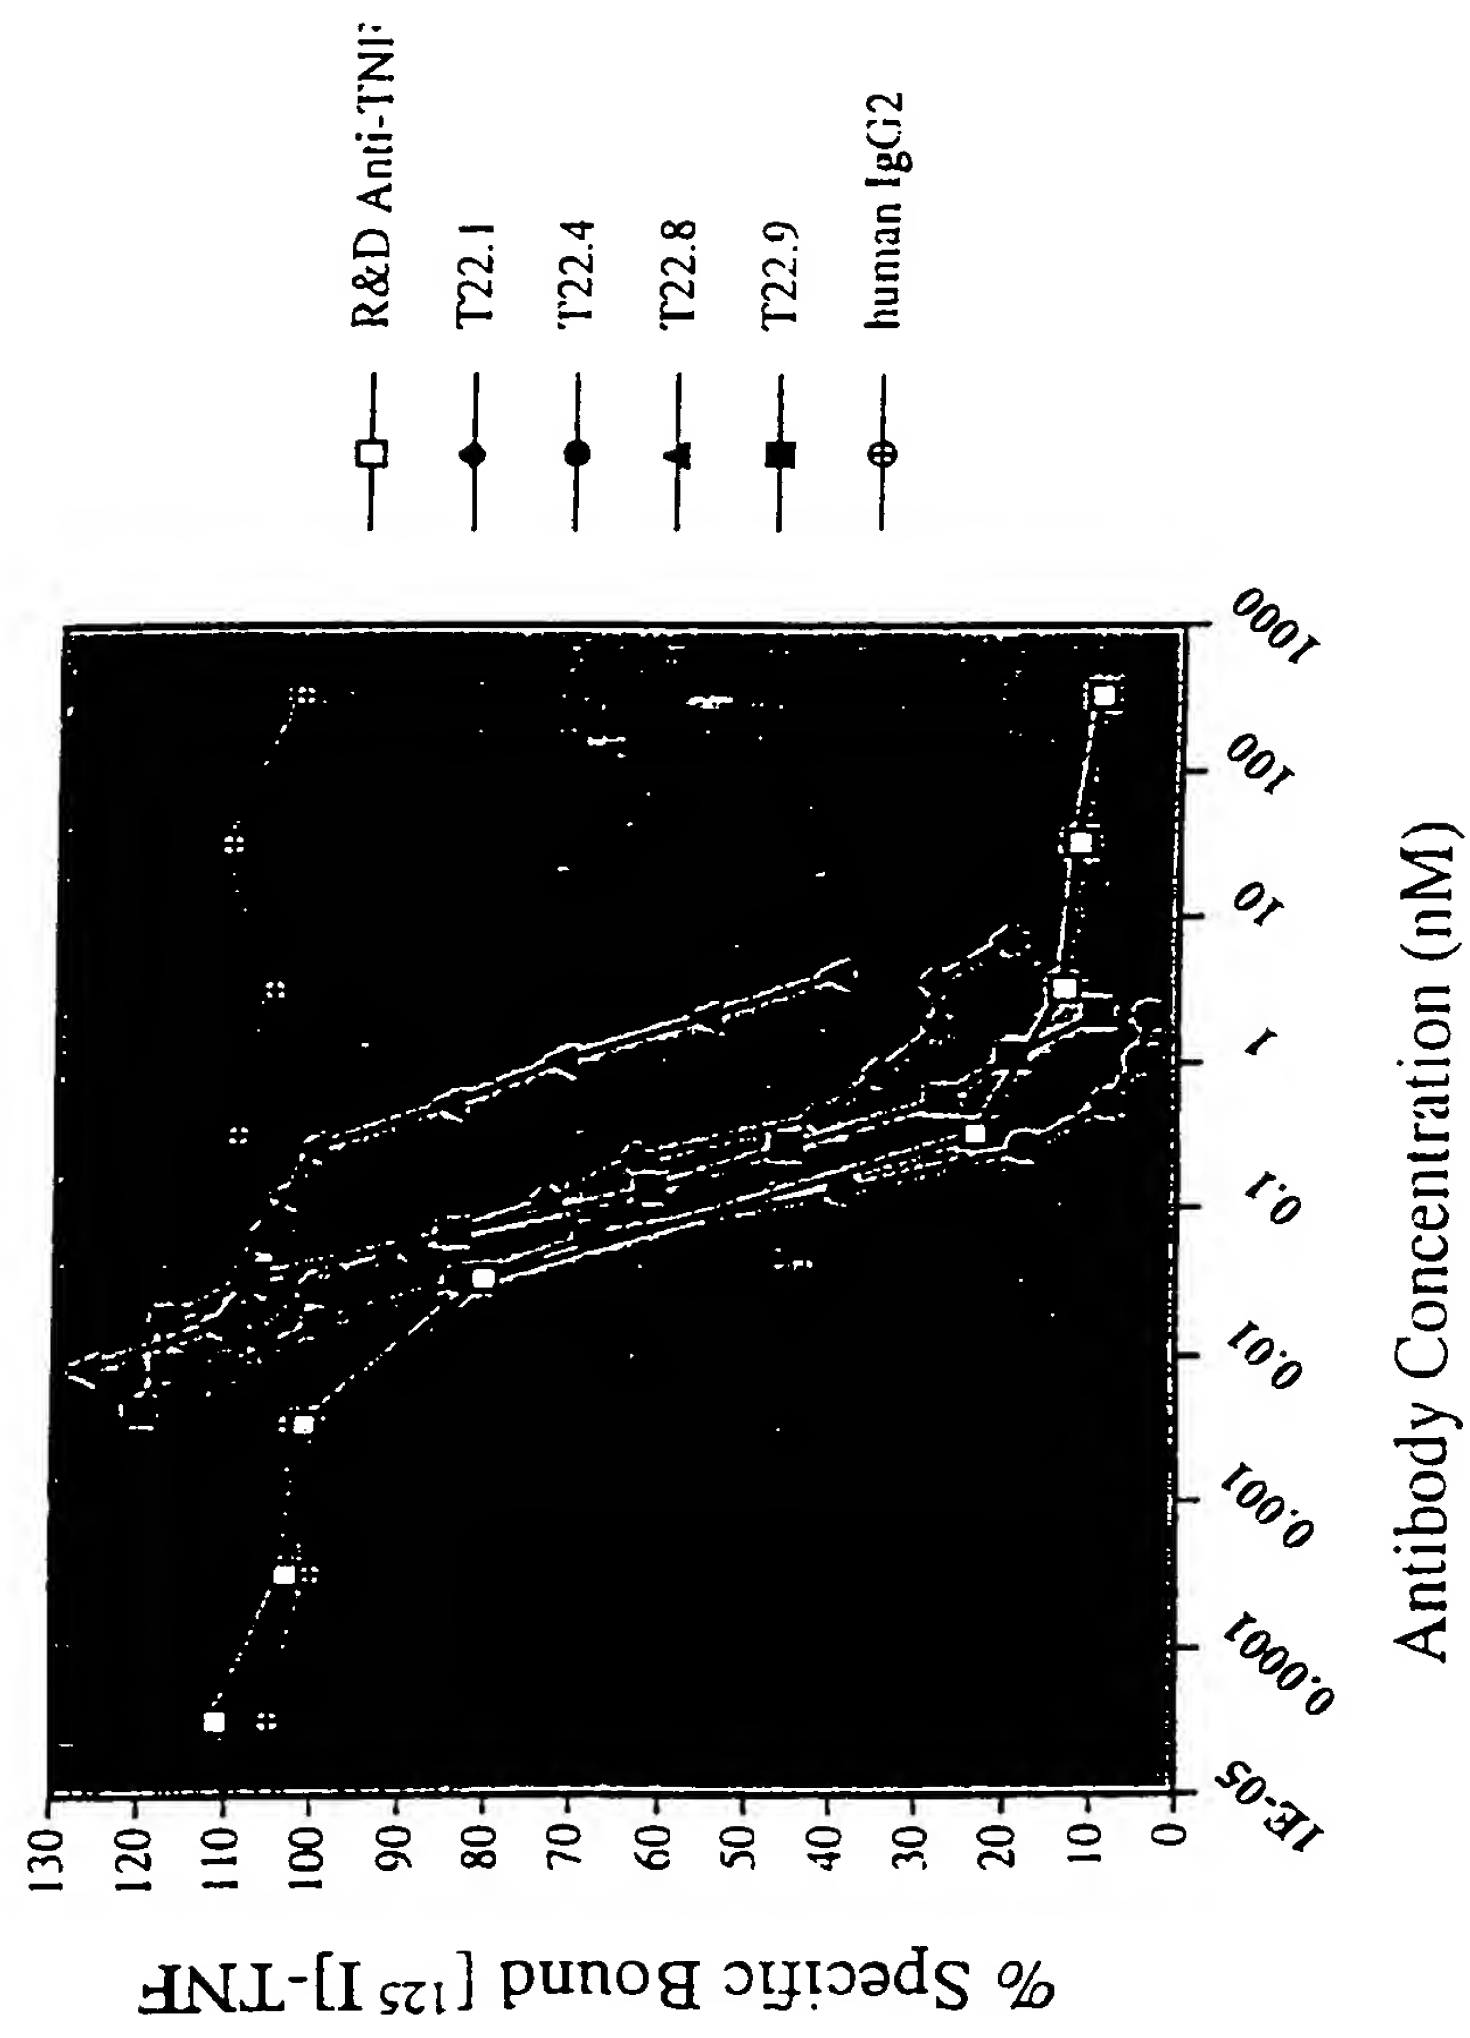 % Specific Bound [125 I]-TNF
130
120
110
100
90
80
70
60
50
40
30
20
10
0
1E-05
0.0001
0.001
0.01
0.1
1
10
100
1000
Antibody Concentration (nM)
R&D Anti-TNF
T22.1
T22.4
T22.8
T22.9
human IgG2